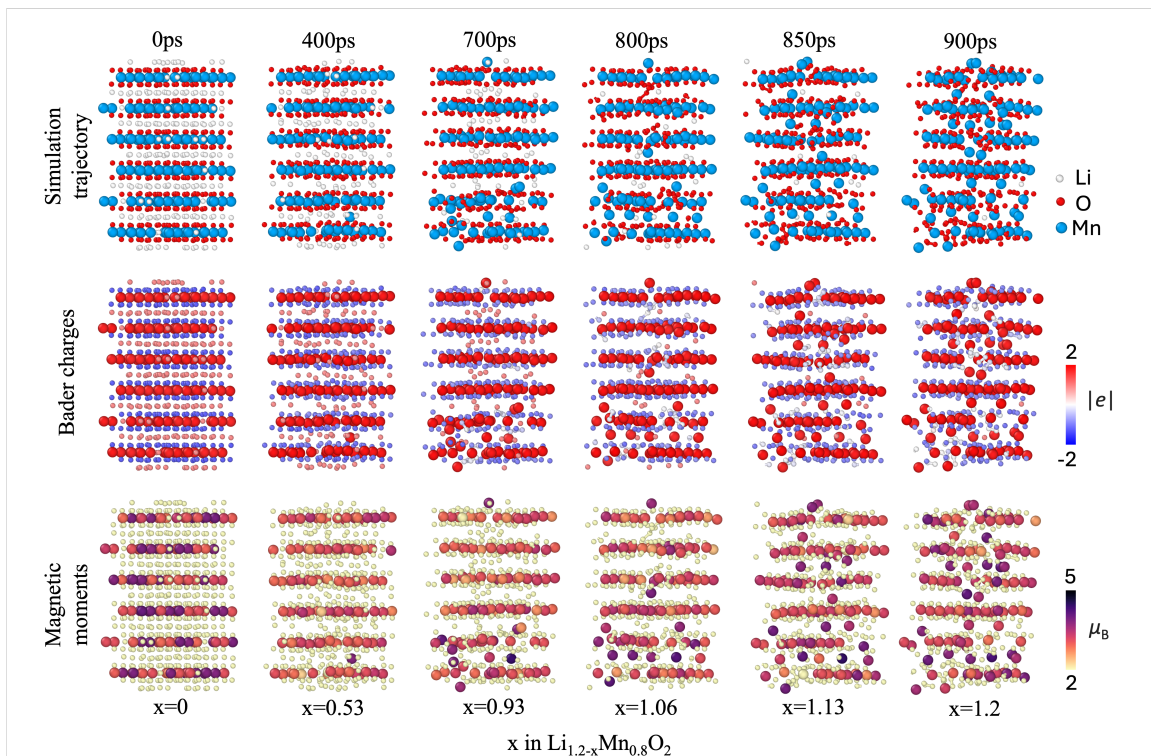 0ps 400ps 700ps 800ps 850ps 900ps
Simulation
trajectory
Li
O
Mn
Bader charges
2
|e|
-2
Magnetic
moments
5
μB
2
x=0 x=0.53 x=0.93 x=1.06 x=1.13 x=1.2
x in Li1.2-xMn0.8O2